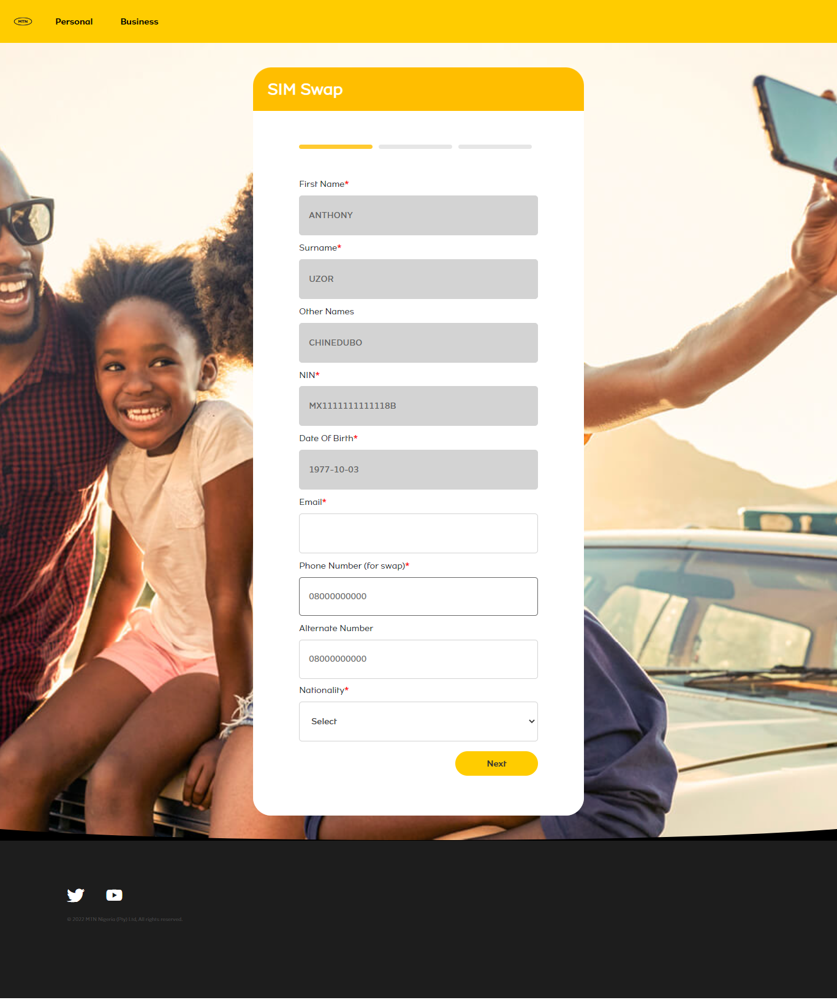 MTN
Personal
Business
SIM Swap
First Name*
ANTHONY
Surname*
UZOR
Other Names
CHINEDUBO
NIN*
MX1111111111118B
Date Of Birth*
1977-10-03
Email*
Phone Number (for swap)*
08000000000
Alternate Number
08000000000
Nationality*
Select
Next
© 2022 MTN Nigeria (Pty) Ltd, All rights reserved.